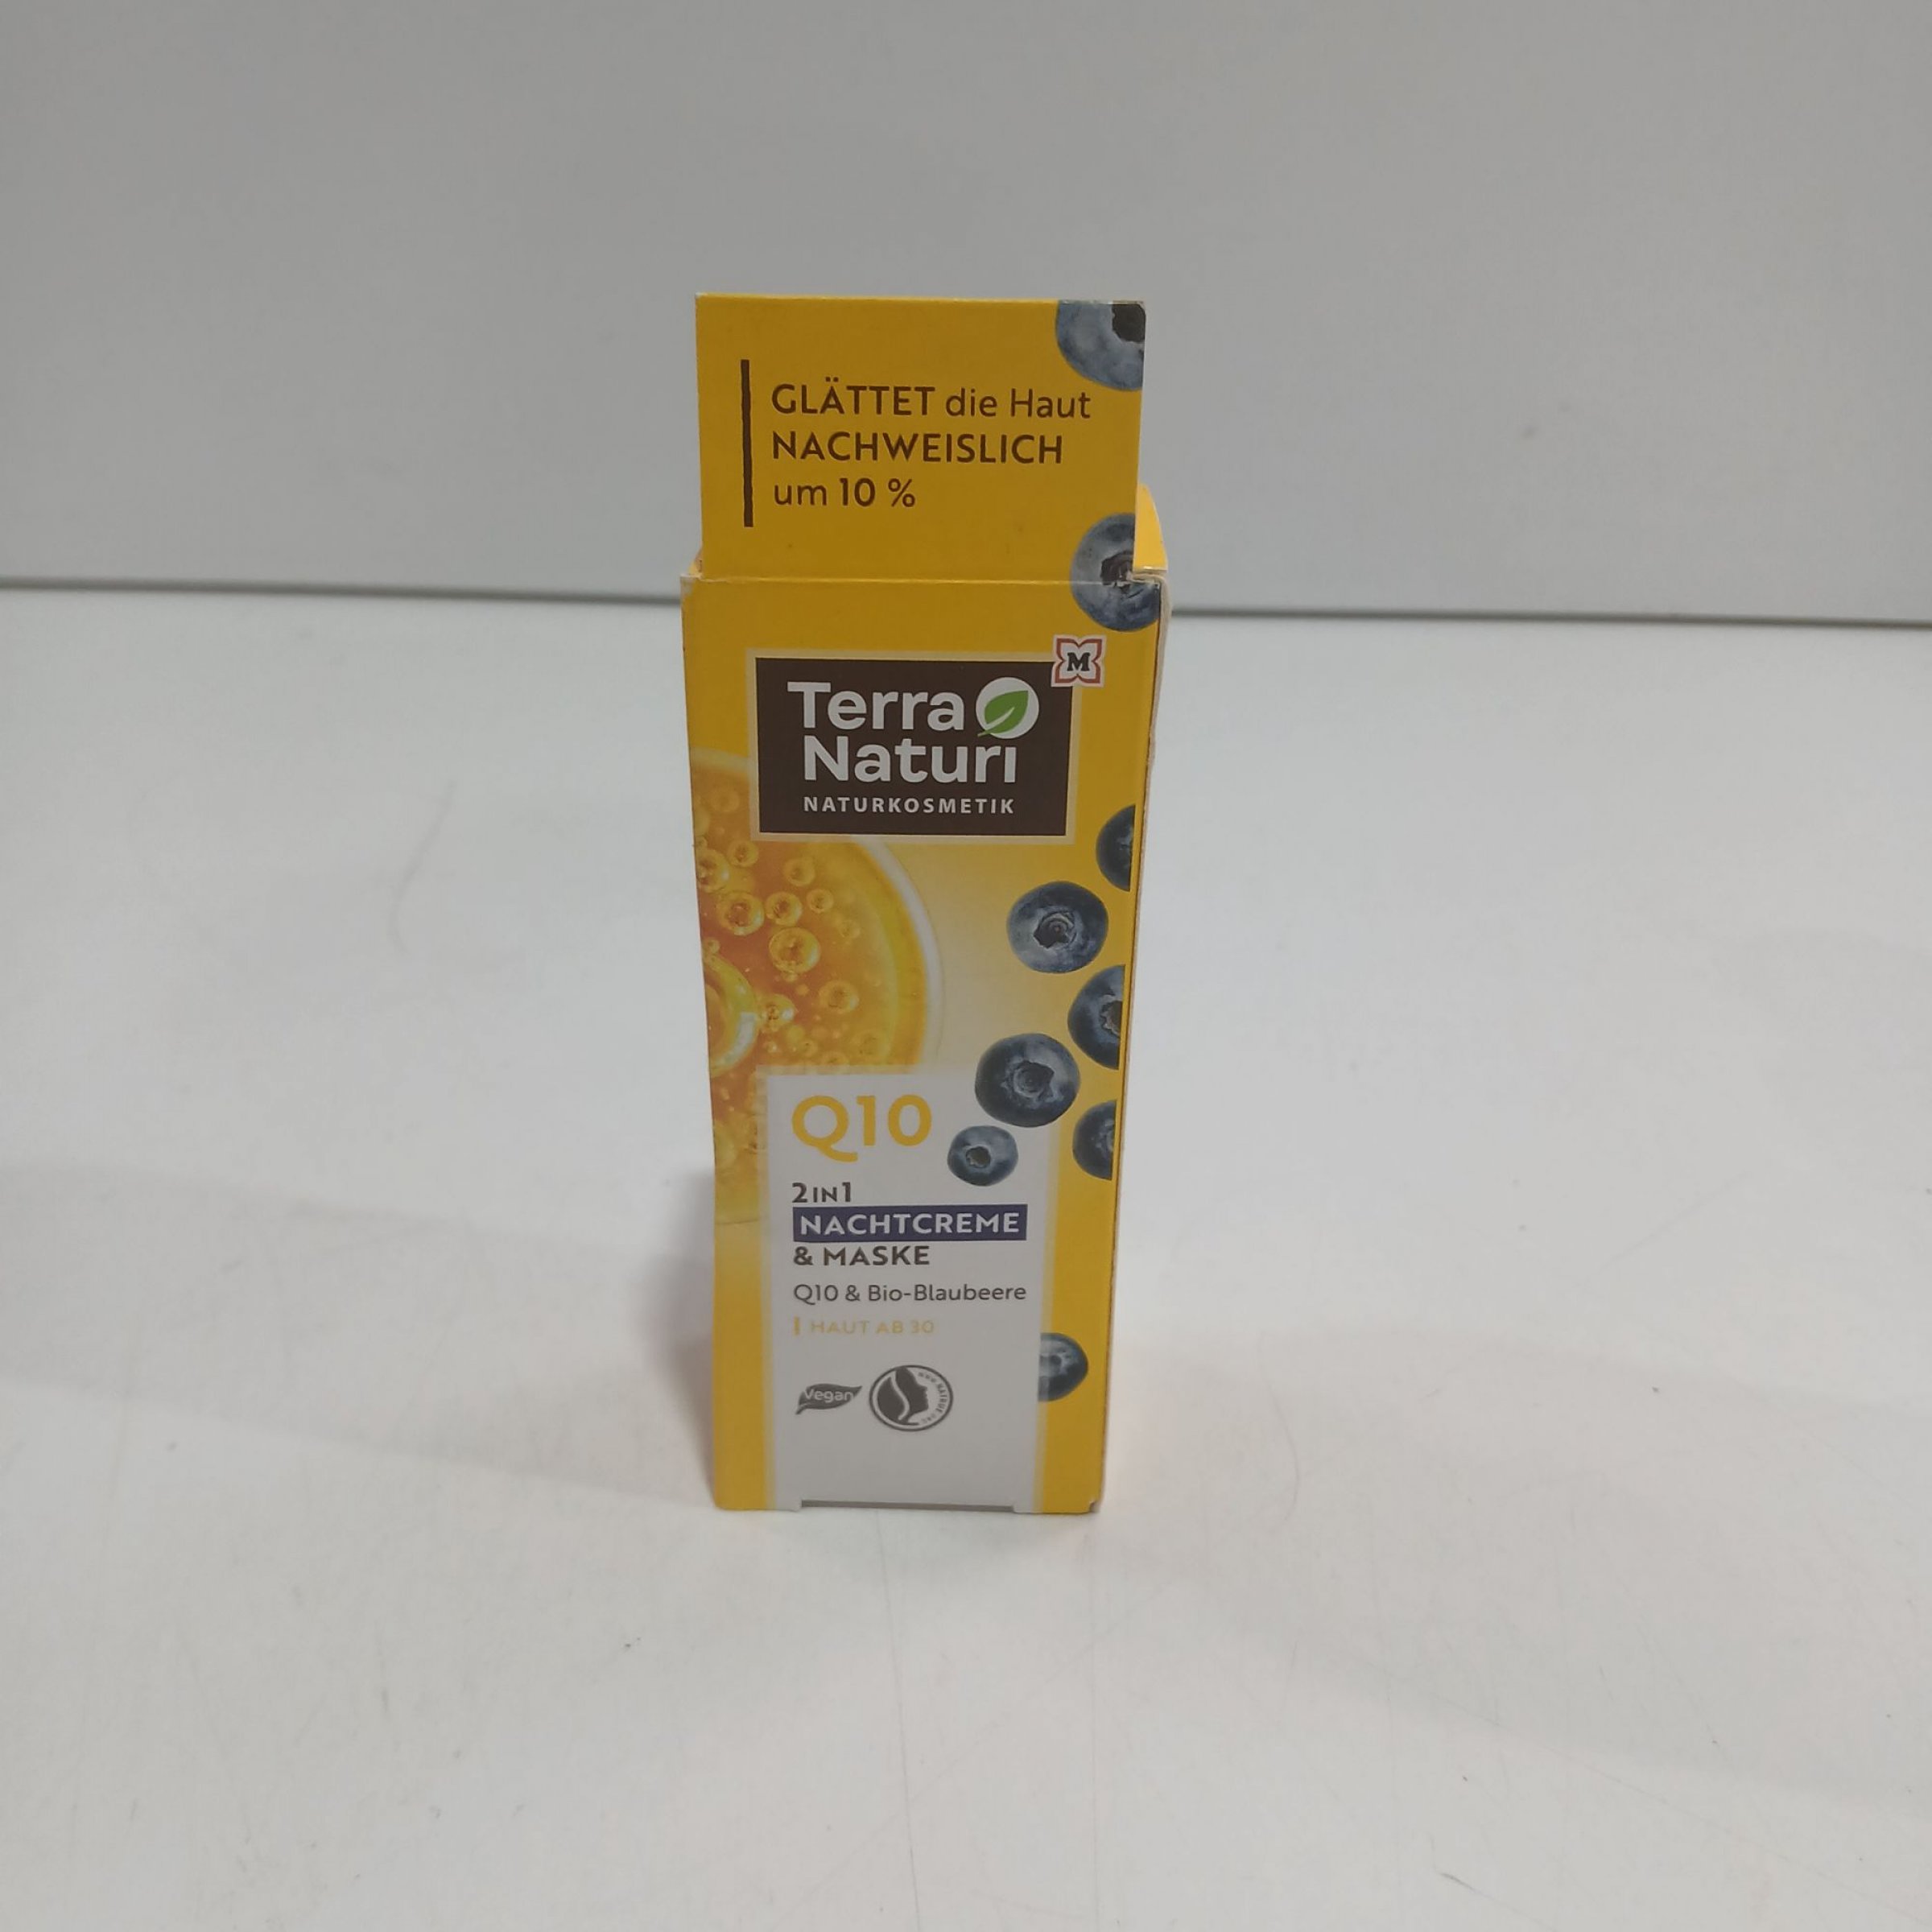 GLÄTTET die Haut
NACHWEISLICH
um 10 %
M
Terra
Naturi
NATURKOSMETIK
Q10
2IN1
NACHTCREME
& MASKE
Q10 & Bio-Blaubeere
HAUT AB 30
Vegan